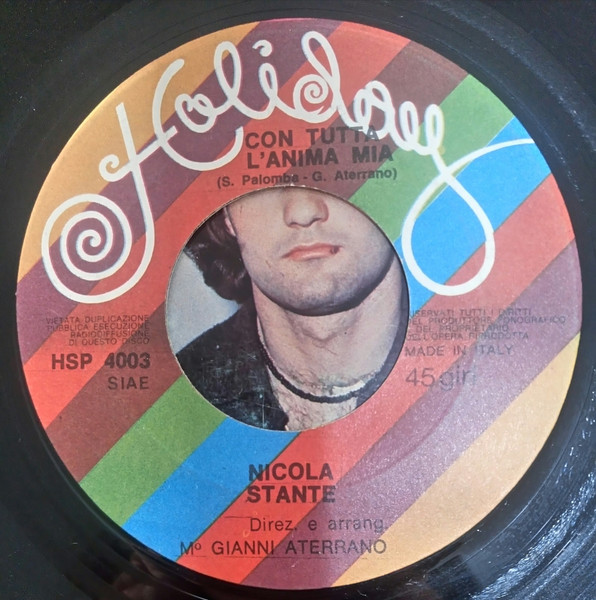 Holiday
CON TUTTA
L'ANIMA MIA
(S. Palomba - G. Aterrano)
VIETATA DUPLICAZIONE
PUBBLICA ESECUZIONE
RADIODIFFUSIONE
DI QUESTO DISCO
HSP 4003
SIAE
RISERVATI TUTTI I DIRITTI
DEL PRODUTTORE FONOGRAFICO
E DEL PROPRIETARIO
DELL'OPERA RIPRODOTTA
MADE IN ITALY
45 giri
NICOLA
STANTE
Direz. e arrang.
Mº GIANNI ATERRANO